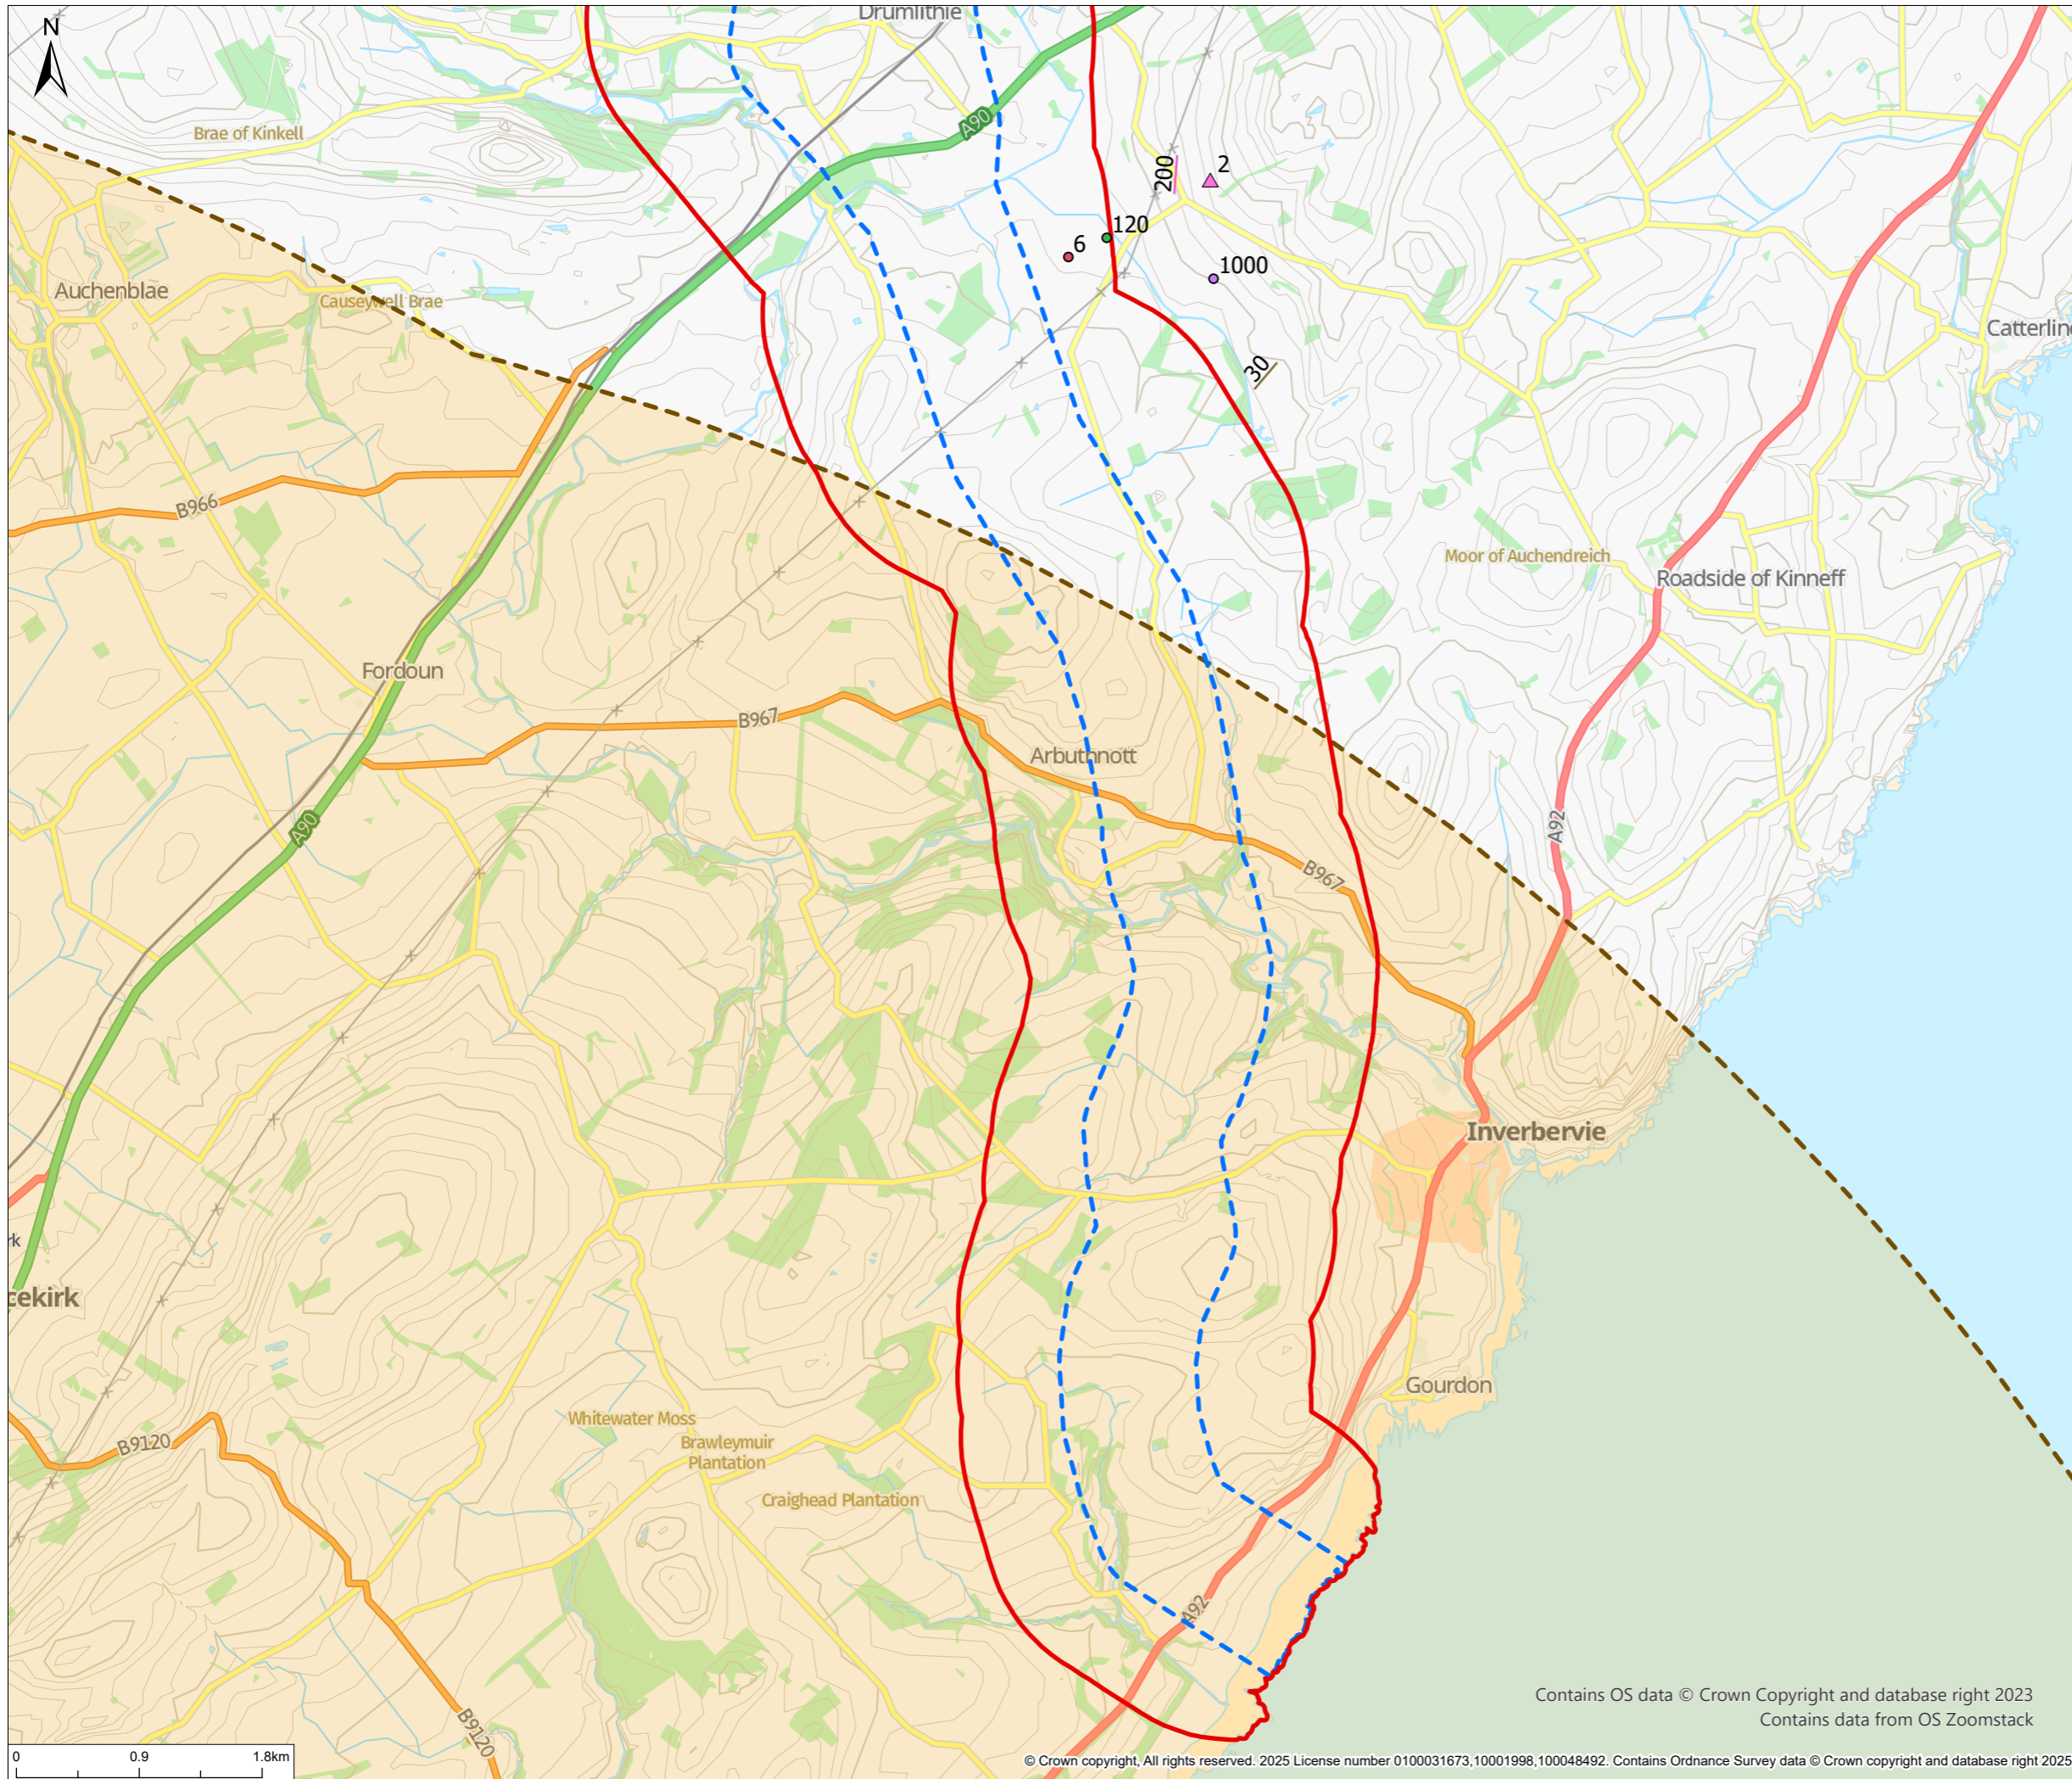 N
Drumlithie
A90
Brae of Kinkell
200
2
120
6
1000
Auchenblae
Causeywell Brae
Catterlin
30
B966
Moor of Auchendreich
Roadside of Kinneff
Fordoun
B967
Arbuthnott
A90
A92
B967
Inverbervie
rk
cekirk
Gourdon
Whitewater Moss
Brawleymuir
Plantation
B9120
Craighead Plantation
A92
B9120
Contains OS data © Crown Copyright and database right 2023
Contains data from OS Zoomstack
0 0.9 1.8km
© Crown copyright, All rights reserved. 2025 License number 0100031673,10001998,100048492. Contains Ordnance Survey data © Crown copyright and database right 2025